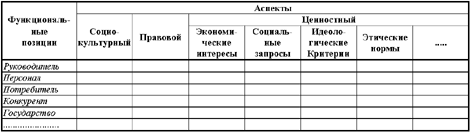 Аспекты
Функциональ-
ные
позиции
Социо-
культурный
Правовой
Ценностный
Экономи-
ческие
интересы
Социаль-
ные
запросы
Идеоло-
гические
Критерии
Этические
нормы
.....
Руководитель
Персонал
Потребитель
Конкурент
Государство
.....................